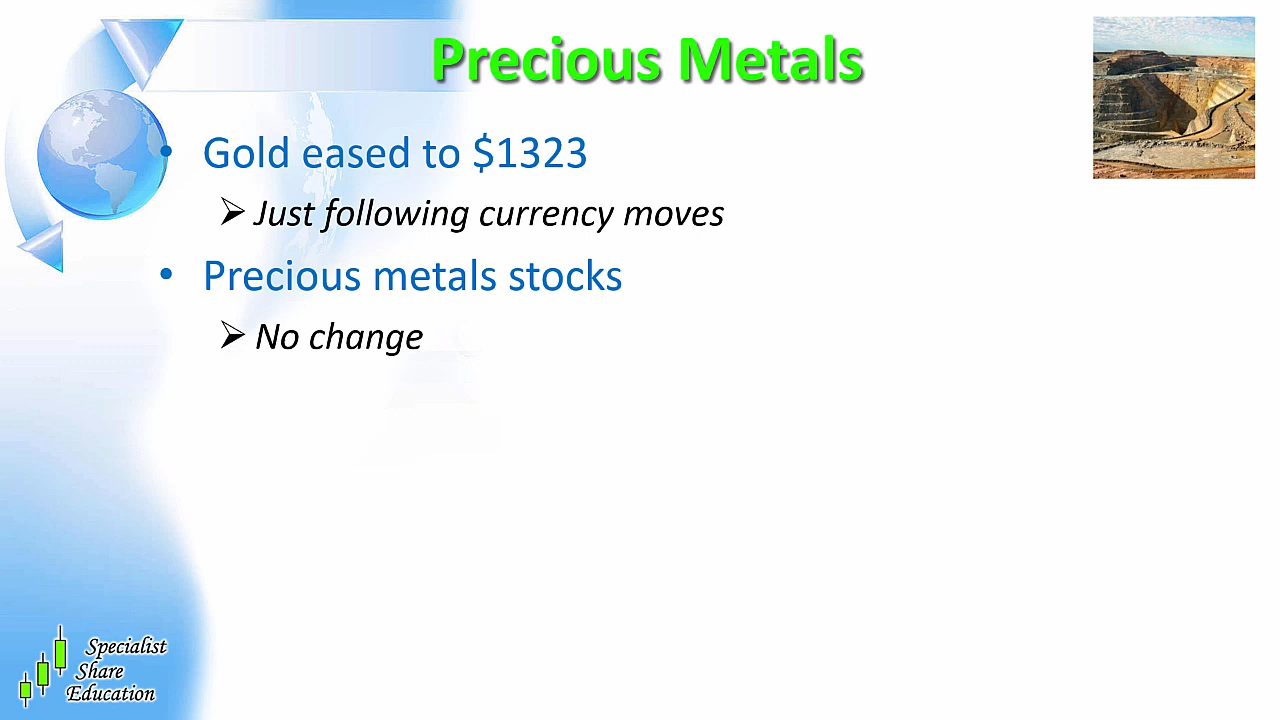 Precious Metals
• Gold eased to $1323
➢ Just following currency moves
• Precious metals stocks
➢ No change
Specialist
Share
Education